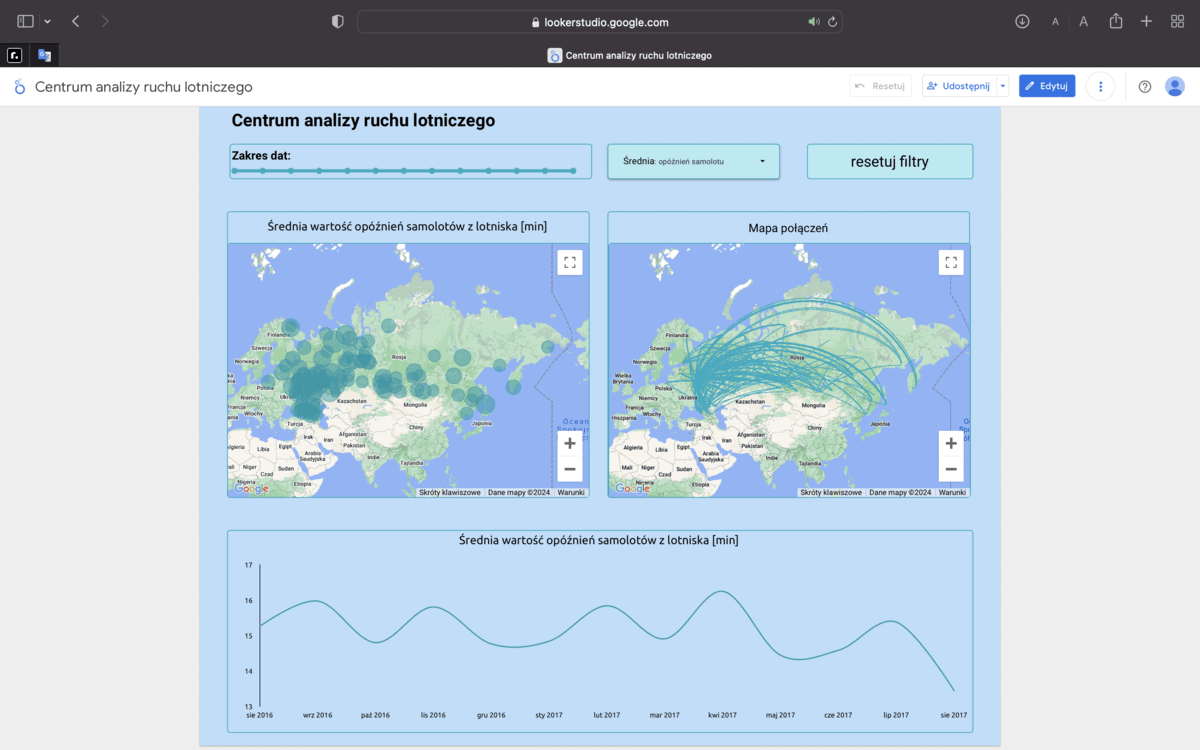 lookerstudio.google.com
A A
r.
Centrum analizy ruchu lotniczego
Centrum analizy ruchu lotniczego
Resetuj
Udostępnij
Edytuj
Centrum analizy ruchu lotniczego
Zakres dat:
Średnia: opóźnień samolotu
resetuj filtry
Średnia wartość opóźnień samolotów z lotniska [min]
Finlandia
Szwecja
Norwegia
Rosja
Polska
Niemcy
Francja
Włochy
Kazachstan
Mongolia
Turcja
Chiny
Japonia
Irak
Iran
Afganistan
Pakistan
Algieria
Libia
Egipt
Arabia
Saudyjska
Indie
Tajlandia
Mali
Niger
Czad
Sudan
Nigeria
Etiopia
Ocean
Google
Skróty klawiszowe
Dane mapy ©2024
Warunki
Mapa połączeń
Finlandia
Szwecja
Norwegia
Rosja
Wielka
Brytania
Polska
Niemcy
Ukraina
Francja
Włochy
Hiszpania
Kazachstan
Mongolia
Turcja
Chiny
Japonia
Irak
Iran
Afganistan
Pakistan
Algieria
Libia
Egipt
Arabia
Saudyjska
Indie
Tajlandia
Mali
Niger
Czad
Sudan
Nigeria
Etiopia
Google
Skróty klawiszowe
Dane mapy ©2024
Warunki
Średnia wartość opóźnień samolotów z lotniska [min]
17
16
15
14
13
sie 2016 wrz 2016 paź 2016 lis 2016 gru 2016 sty 2017 lut 2017 mar 2017 kwi 2017 maj 2017 cze 2017 lip 2017 sie 2017